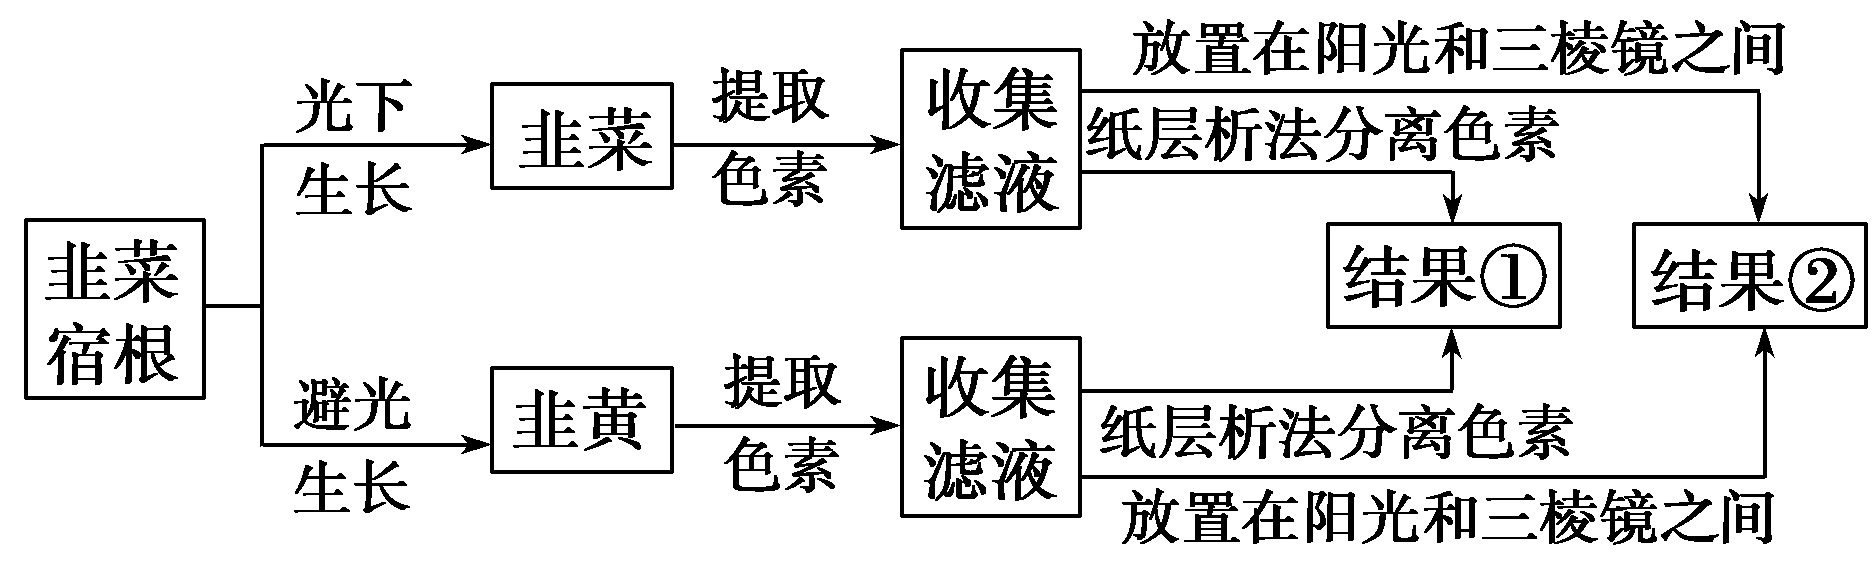 放置在阳光和三棱镜之间
光下
生长
韭菜
提取
色素
收集
滤液
纸层析法分离色素
韭菜
宿根
结果①
结果②
避光
生长
韭黄
提取
色素
收集
滤液
纸层析法分离色素
放置在阳光和三棱镜之间